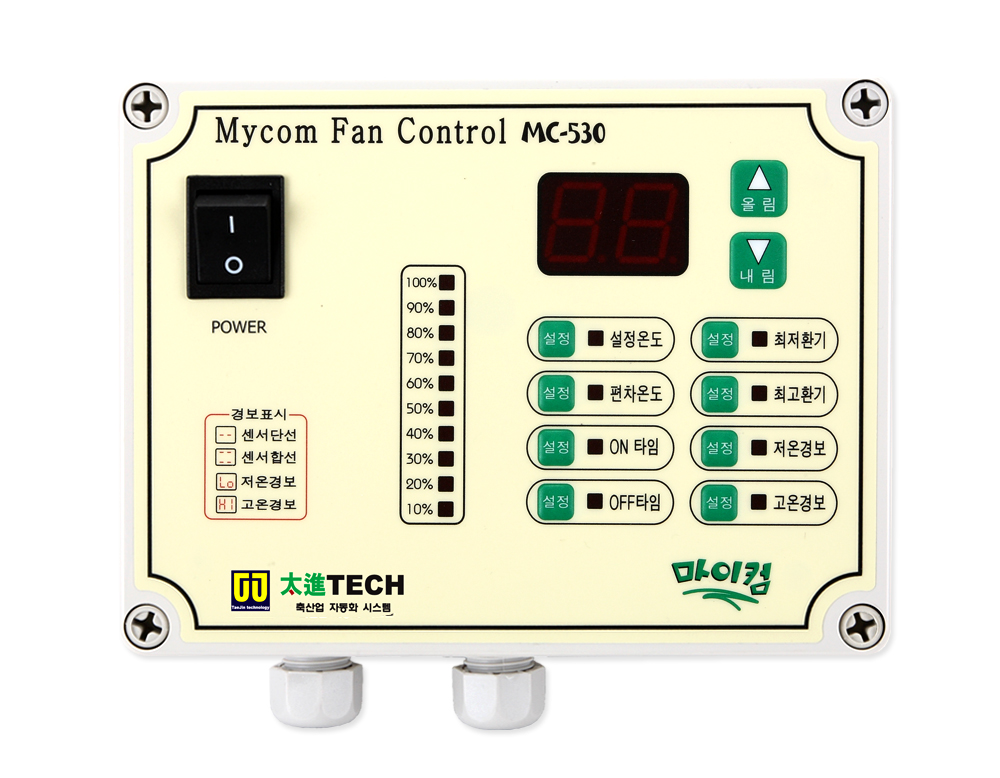 Mycom Fan Control MC-530
올 림
내 림
POWER
100%
90%
80%
70%
60%
50%
40%
30%
20%
10%
설정 설정온도
설정 최저환기
설정 편차온도
설정 최고환기
설정 ON 타임
설정 저온경보
설정 OFF타임
설정 고온경보
경보표시
-- 센서단선
센서합선
Lo 저온경보
HI 고온경보
TaeJin technology
太進TECH
축산업 자동화 시스템
마이컴